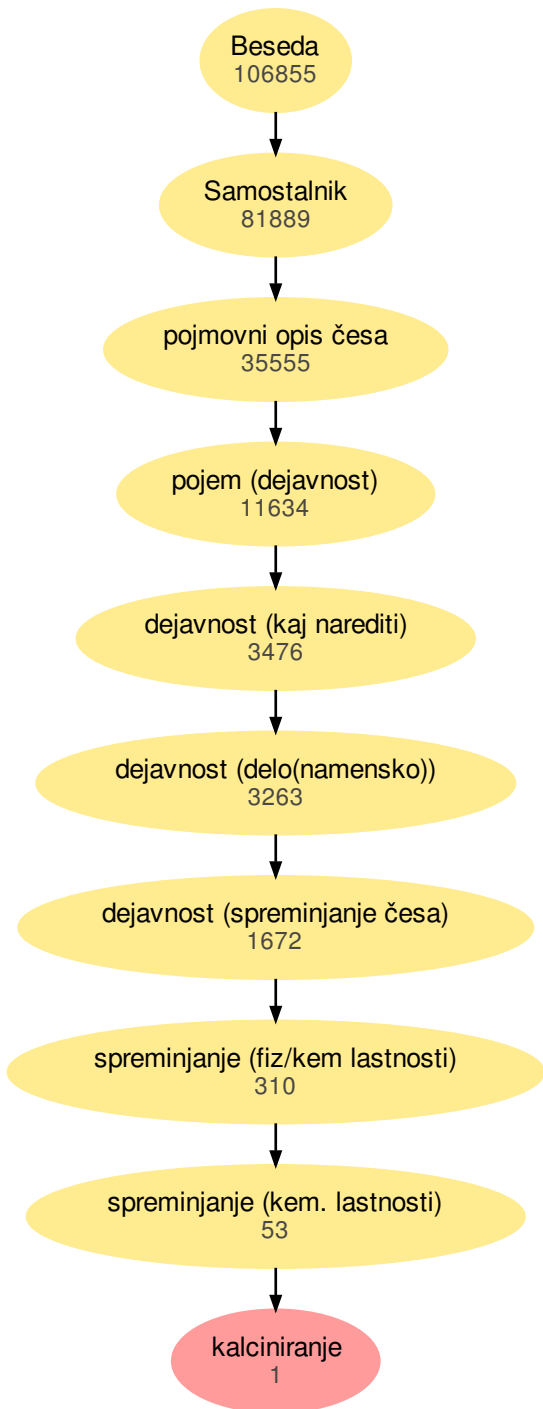 Beseda
106855
Samostalnik
81889
pojmovni opis česa
35555
pojem (dejavnost)
11634
dejavnost (kaj narediti)
3476
dejavnost (delo(namensko))
3263
dejavnost (spreminjanje česa)
1672
spreminjanje (fiz/kem lastnosti)
310
spreminjanje (kem. lastnosti)
53
kalciniranje
1